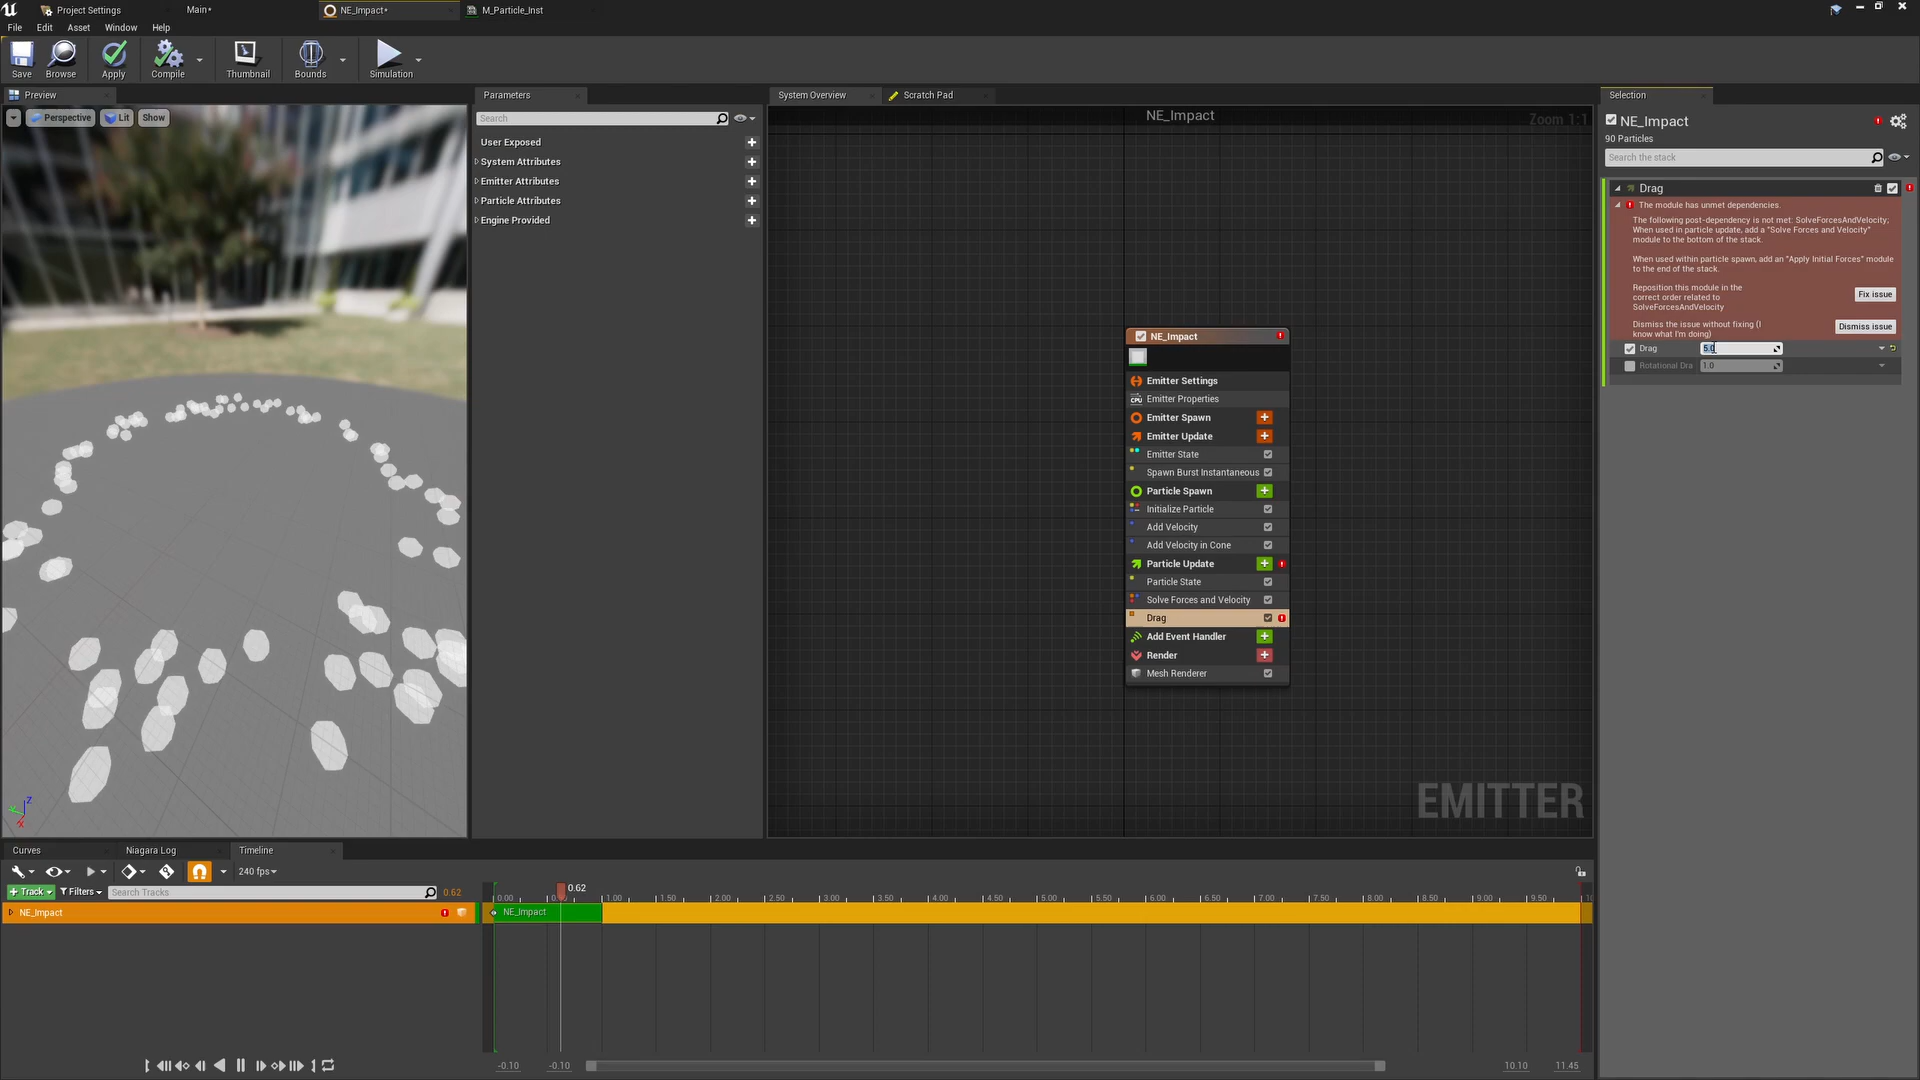 Project Settings
Main•
NE_Impact•
M_Particle_Inst
File
Edit
Asset
Window
Help
Save
Browse
Apply
Compile
Thumbnail
Bounds
Simulation
Preview
Parameters
System Overview
Scratch Pad
Selection
Perspective
Lit
Show
Search
NE_Impact
Zoom 1:1
NE_Impact
90 Particles
Search the stack
User Exposed
System Attributes
Emitter Attributes
Particle Attributes
Engine Provided
Drag
The module has unmet dependencies.
The following post-dependency is not met: SolveForcesAndVelocity;
When used in particle update, add a "Solve Forces and Velocity"
module to the bottom of the stack.
When used within particle spawn, add an "Apply Initial Forces" module
to the end of the stack.
Reposition this module in the
correct order related to
SolveForcesAndVelocity
Fix issue
Dismiss the issue without fixing (I
know what I'm doing)
Dismiss issue
Drag
5.0
Rotational Dra
1.0
NE_Impact
Emitter Settings
CPU
Emitter Properties
Emitter Spawn
Emitter Update
Emitter State
Spawn Burst Instantaneous
Particle Spawn
Initialize Particle
Add Velocity
Add Velocity in Cone
Particle Update
Particle State
Solve Forces and Velocity
Drag
Add Event Handler
Render
Mesh Renderer
EMITTER
Z
X
Curves
Niagara Log
Timeline
240 fps
Track
Filters
Search Tracks
0.62
0.62
0.00
1.00
1.50
2.00
2.50
3.00
3.50
4.00
4.50
5.00
5.50
6.00
6.50
7.00
7.50
8.00
8.50
9.00
9.50
NE_Impact
NE_Impact
-0.10
-0.10
10.10
11.45